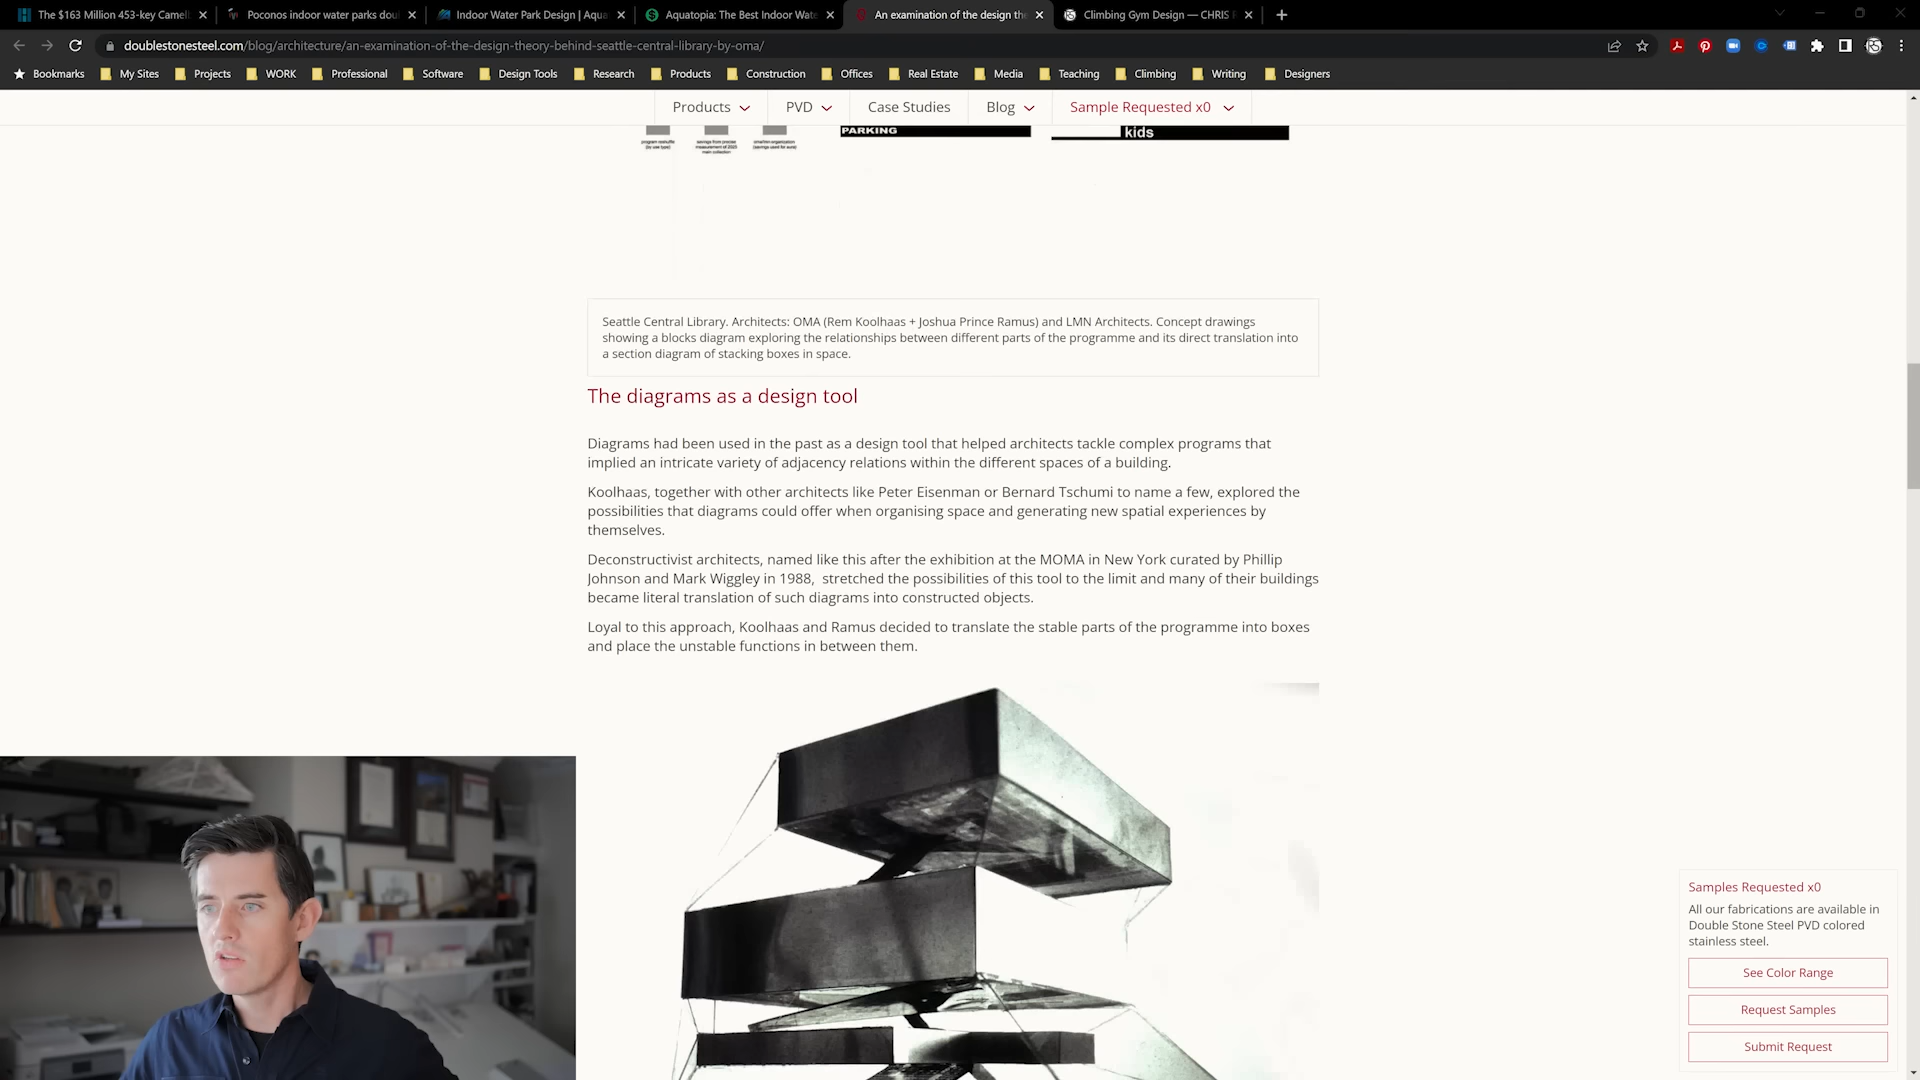 The $163 Million 453-key Camel
Poconos indoor water parks dou
Indoor Water Park Design | Aqua
Aquatopia: The Best Indoor Wate
An examination of the design th
Climbing Gym Design — CHRIS
doublestonesteel.com/blog/architecture/an-examination-of-the-design-theory-behind-seattle-central-library-by-oma/
Bookmarks My Sites Projects WORK Professional Software Design Tools Research Products Construction Offices Real Estate Media Teaching Climbing Writing Designers
Products PVD Case Studies Blog Sample Requested x0
PARKING
kids
Seattle Central Library. Architects: OMA (Rem Koolhaas + Joshua Prince Ramus) and LMN Architects. Concept drawings
showing a blocks diagram exploring the relationships between different parts of the programme and its direct translation into
a section diagram of stacking boxes in space.
The diagrams as a design tool
Diagrams had been used in the past as a design tool that helped architects tackle complex programs that
implied an intricate variety of adjacency relations within the different spaces of a building.
Koolhaas, together with other architects like Peter Eisenman or Bernard Tschumi to name a few, explored the
possibilities that diagrams could offer when organising space and generating new spatial experiences by
themselves.
Deconstructivist architects, named like this after the exhibition at the MOMA in New York curated by Phillip
Johnson and Mark Wiggley in 1988, stretched the possibilities of this tool to the limit and many of their buildings
became literal translation of such diagrams into constructed objects.
Loyal to this approach, Koolhaas and Ramus decided to translate the stable parts of the programme into boxes
and place the unstable functions in between them.
Samples Requested x0
All our fabrications are available in
Double Stone Steel PVD colored
stainless steel.
See Color Range
Request Samples
Submit Request